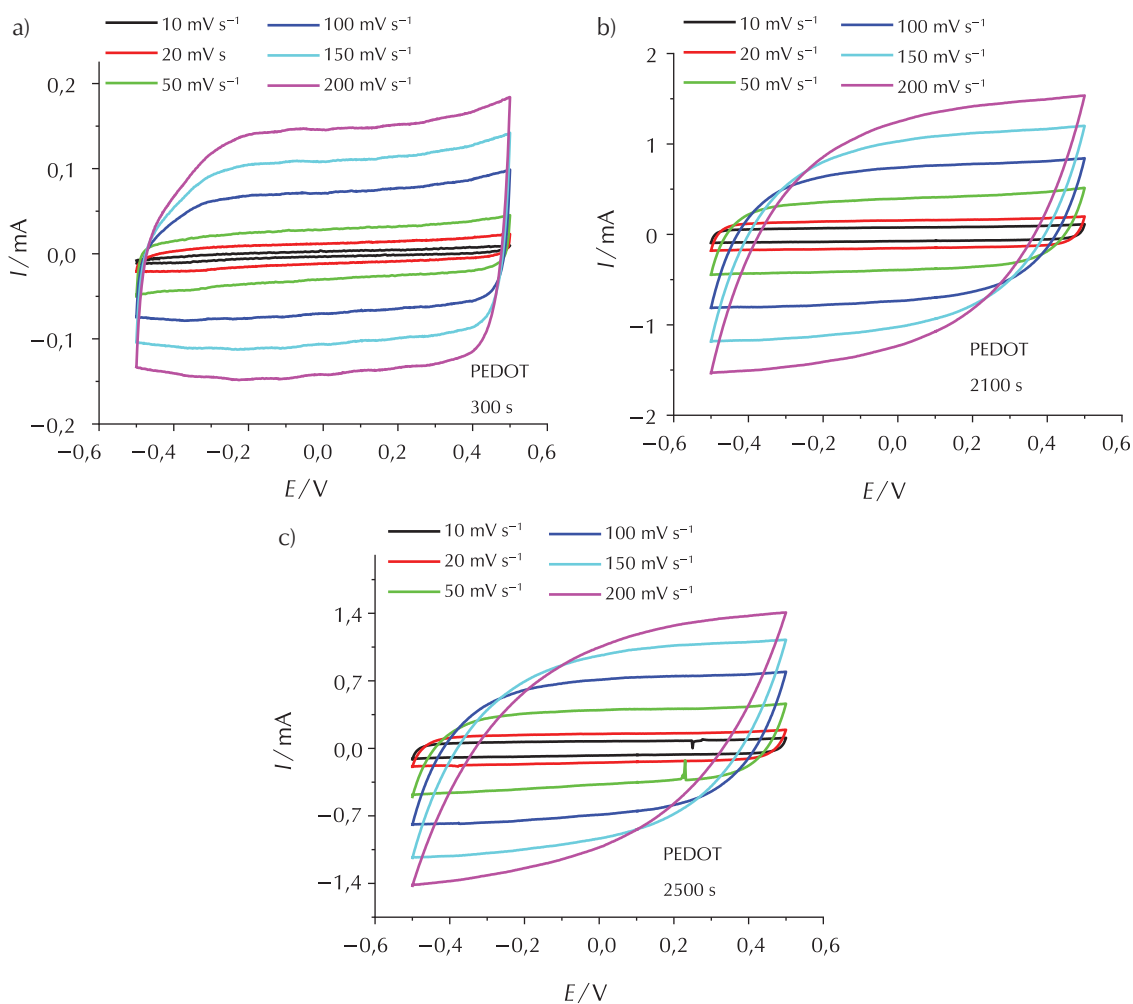 a)
10 mV s⁻¹ 100 mV s⁻¹
20 mV s 150 mV s⁻¹
50 mV s⁻¹ 200 mV s⁻¹
0,2
0,1
0,0
−0,1
−0,2
I / mA
PEDOT
300 s
−0,6 −0,4 −0,2 0,0 0,2 0,4 0,6
E / V
b)
10 mV s⁻¹ 100 mV s⁻¹
20 mV s⁻¹ 150 mV s⁻¹
50 mV s⁻¹ 200 mV s⁻¹
2
1
0
−1
−2
I / mA
PEDOT
2100 s
−0,6 −0,4 −0,2 0,0 0,2 0,4 0,6
E / V
c)
10 mV s⁻¹ 100 mV s⁻¹
20 mV s⁻¹ 150 mV s⁻¹
50 mV s⁻¹ 200 mV s⁻¹
1,4
0,7
0,0
−0,7
−1,4
I / mA
PEDOT
2500 s
−0,6 −0,4 −0,2 0,0 0,2 0,4 0,6
E / V